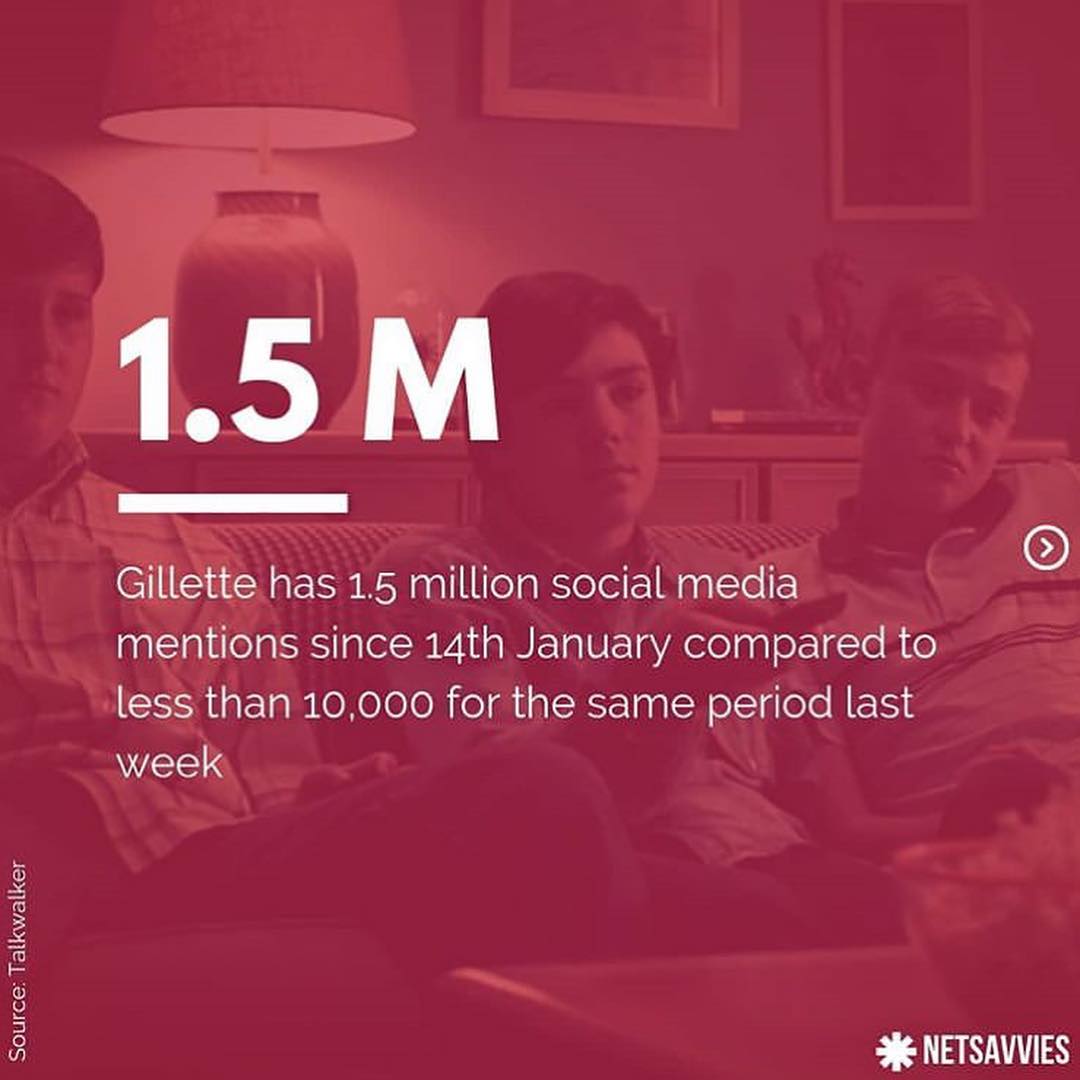 1.5 M
Gillette has 1.5 million social media
mentions since 14th January compared to
less than 10,000 for the same period last
week
Source: Talkwalker
NETSAVVIES